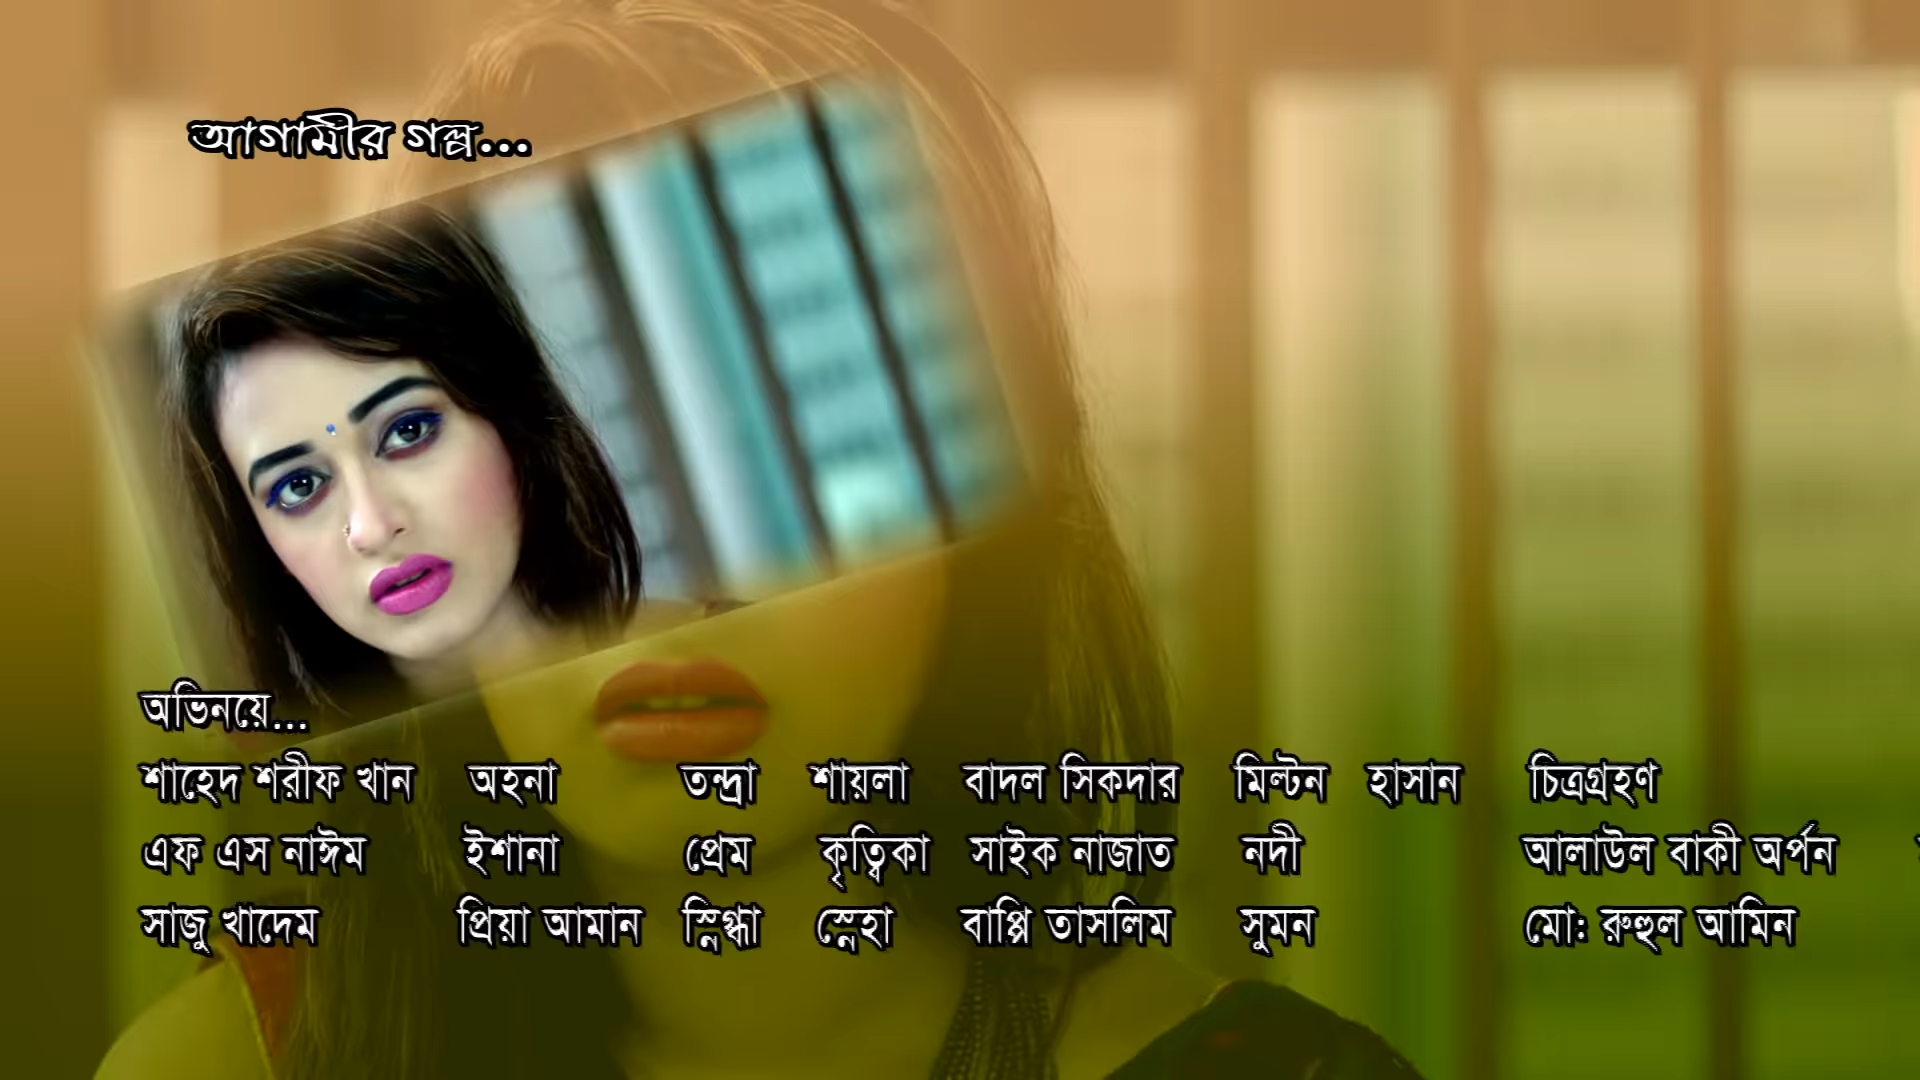 আগামীর গল্প...
অভিনয়ে...
শাহেদ শরীফ খান অহনা তন্দ্রা শায়লা বাদল সিকদার মিল্টন হাসান চিত্রগ্রহণ
এফ এস নাঈম ইশানা প্রেম কৃত্বিকা সাইক নাজাত নদী আলাউল বাকী অর্পন
সাজু খাদেম প্রিয়া আমান স্নিগ্ধা স্নেহা বাপ্পি তাসলিম সুমন মো: রুহুল আমিন